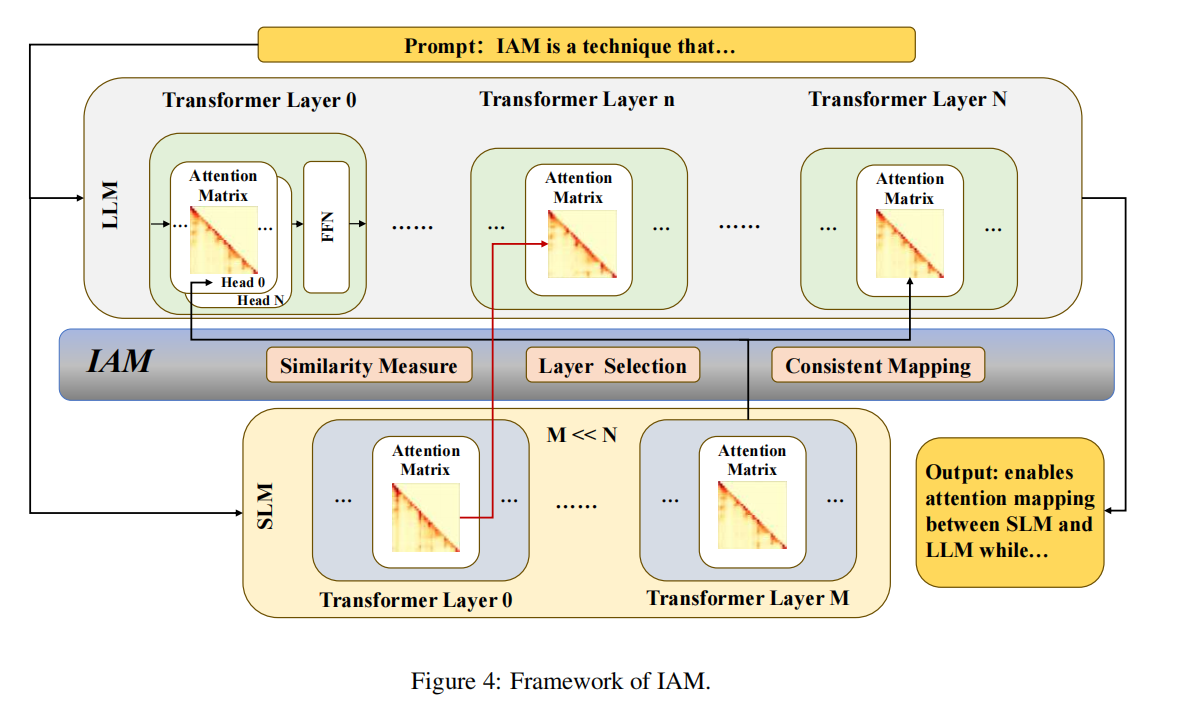 Prompt: IAM is a technique that…
Transformer Layer 0
Transformer Layer n
Transformer Layer N
LLM
Attention
Matrix
...
...
Head 0
Head N
FFN
……
...
Attention
Matrix
...
……
...
Attention
Matrix
...
IAM
Similarity Measure
Layer Selection
Consistent Mapping
SLM
M << N
...
Attention
Matrix
...
……
...
Attention
Matrix
...
Transformer Layer 0
Transformer Layer M
Output: enables
attention mapping
between SLM and
LLM while…
Figure 4: Framework of IAM.